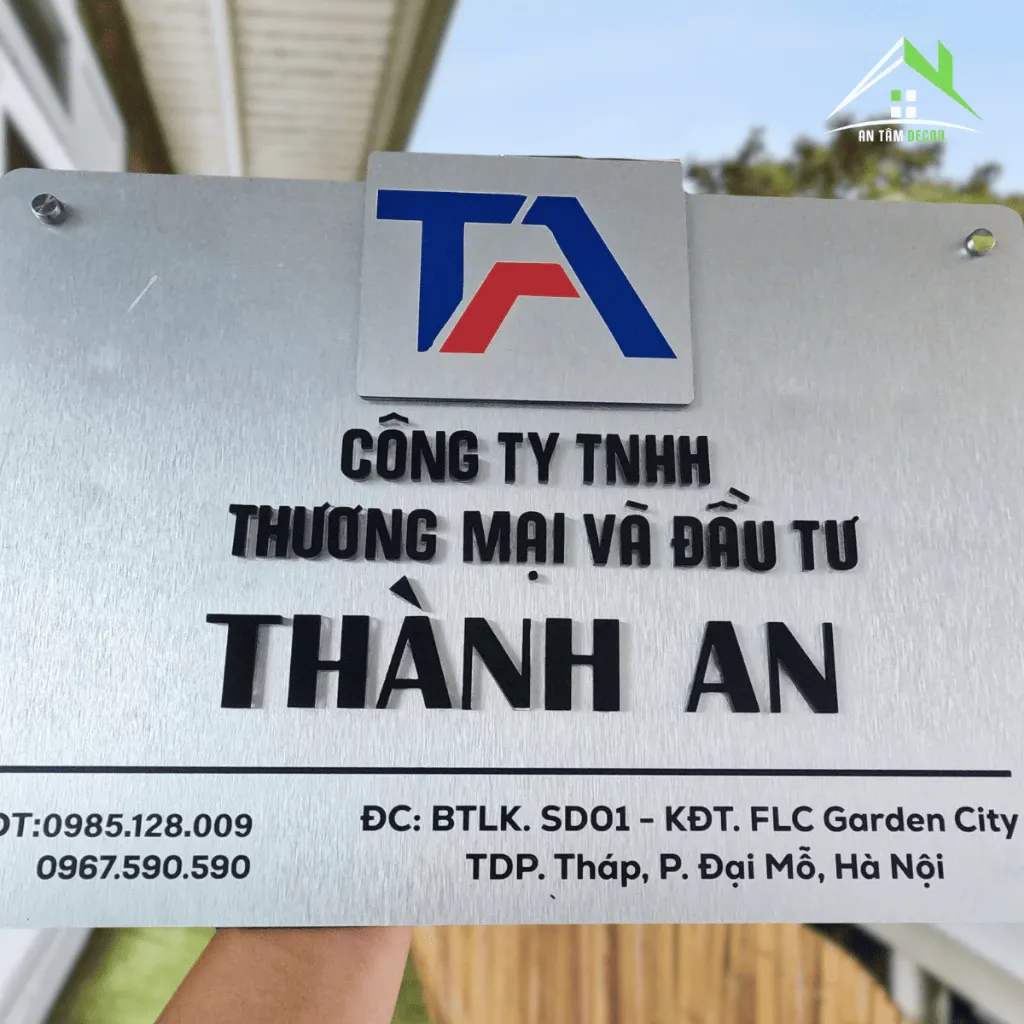 AN TÂM DECOR
TA
CÔNG TY TNHH
THƯƠNG MẠI VÀ ĐẦU TƯ
THÀNH AN
ĐT:0985.128.009
0967.590.590
ĐC: BTLK. SD01 - KĐT. FLC Garden City
TDP. Tháp, P. Đại Mỗ, Hà Nội